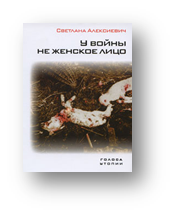 СВЕТЛАНА АЛЕКСИЕВИЧ
У ВОЙНЫ
НЕ ЖЕНСКОЕ ЛИЦО
ГОЛОСА
УТОПИИ